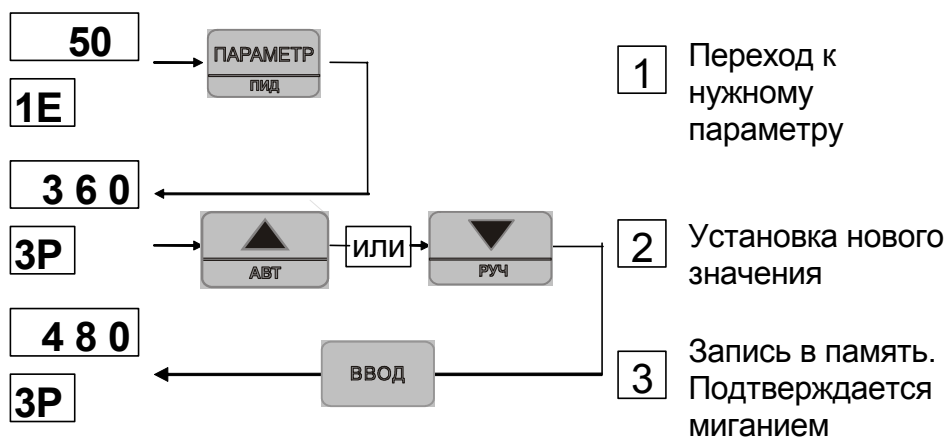 50
ПАРАМЕТР
ПИД
1Е
1
Переход к
нужному
параметру
3 6 0
3Р
АВТ
ИЛИ
РУЧ
2
Установка нового
значения
4 8 0
3Р
ВВОД
3
Запись в память.
Подтверждается
миганием